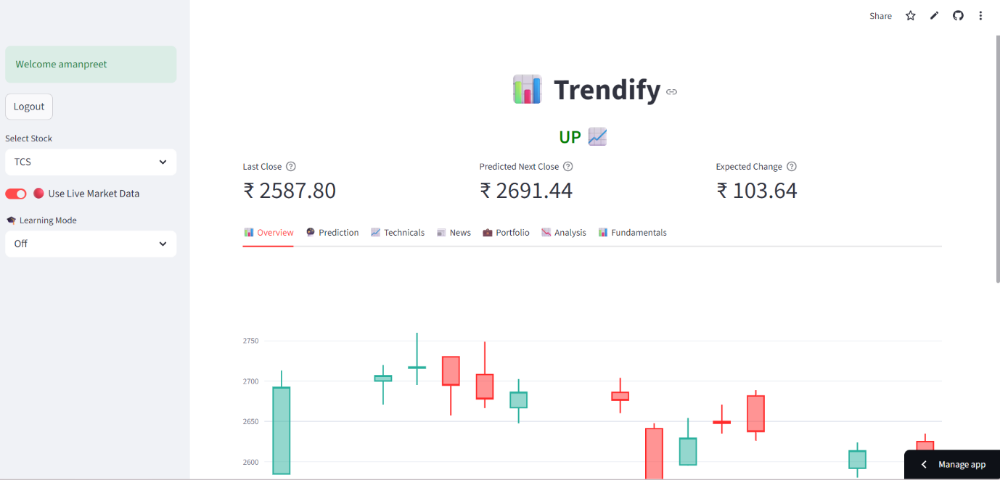 Share
Welcome amanpreet
Logout
Select Stock
TCS
Use Live Market Data
Learning Mode
Off
Trendify
UP
Last Close
₹ 2587.80
Predicted Next Close
₹ 2691.44
Expected Change
₹ 103.64
Overview Prediction Technicals News Portfolio Analysis Fundamentals
2750
2700
2650
2600
Manage app